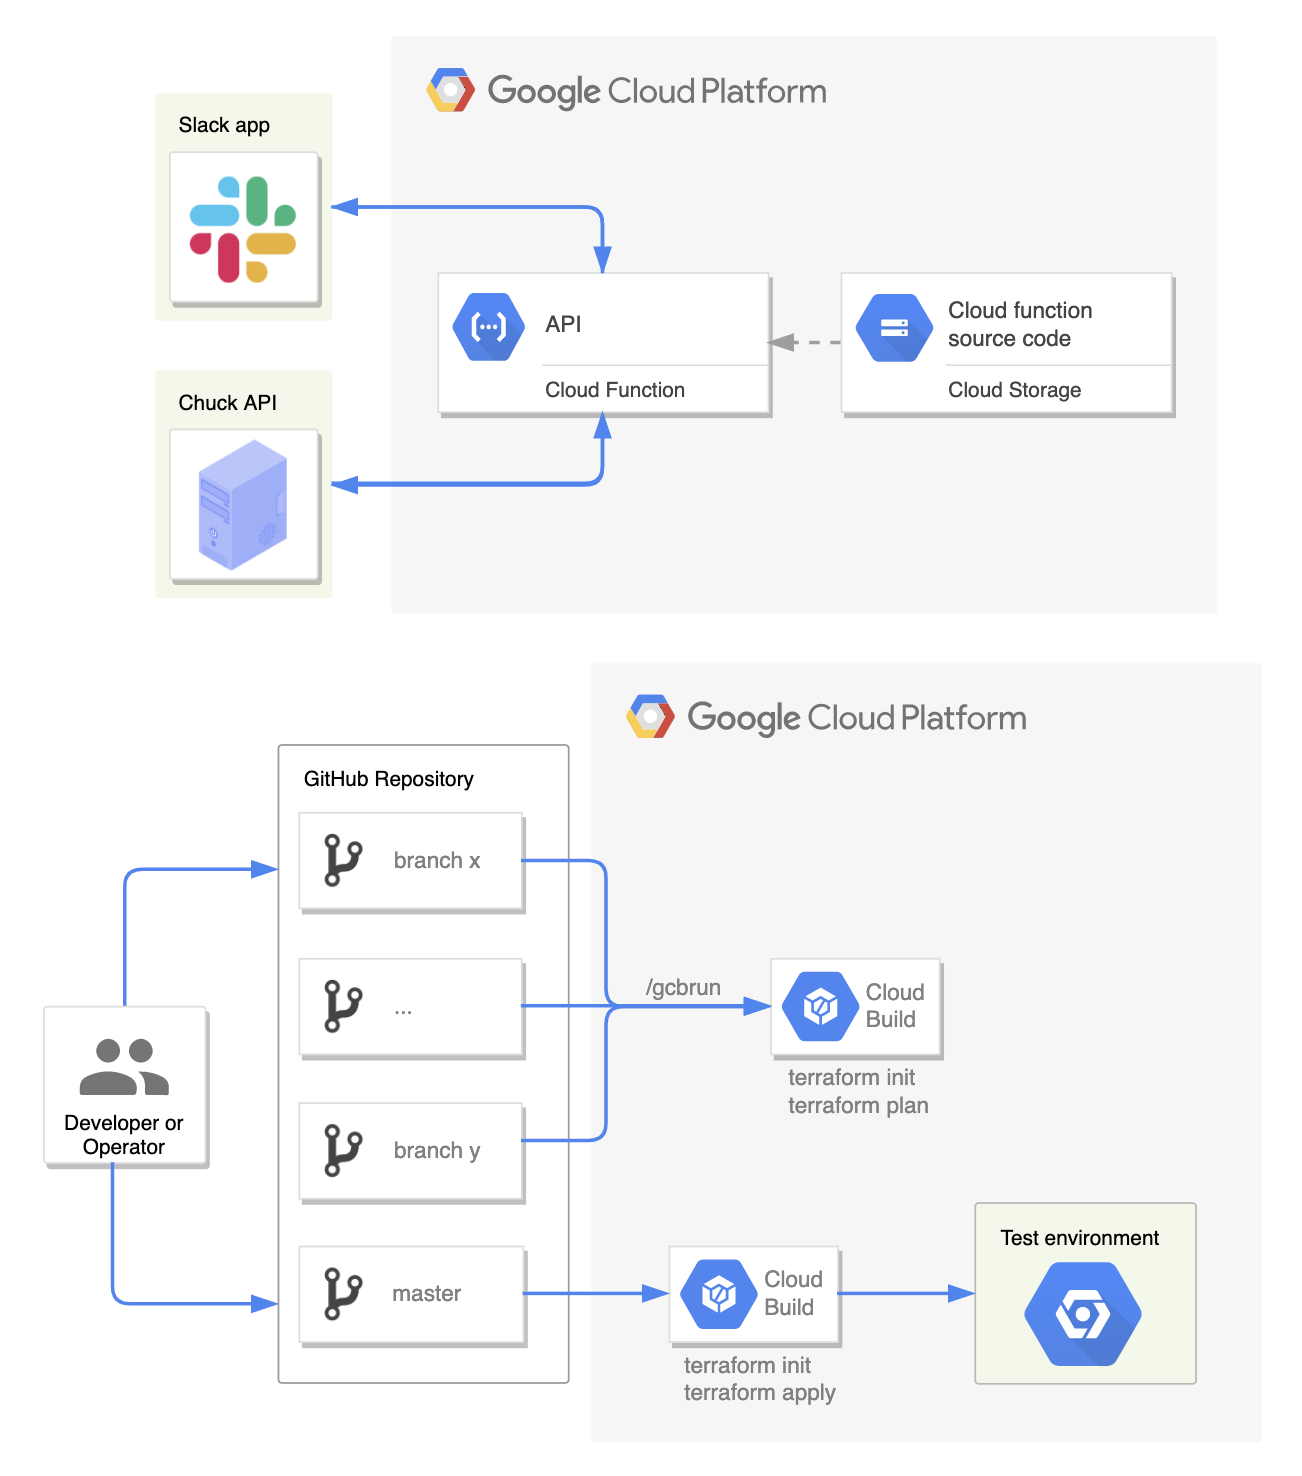 Google Cloud Platform
Slack app
API
Cloud Function
Cloud function
source code
Cloud Storage
Chuck API
Google Cloud Platform
GitHub Repository
branch x
...
branch y
master
Developer or
Operator
/gcbrun
Cloud
Build
terraform init
terraform plan
Cloud
Build
terraform init
terraform apply
Test environment